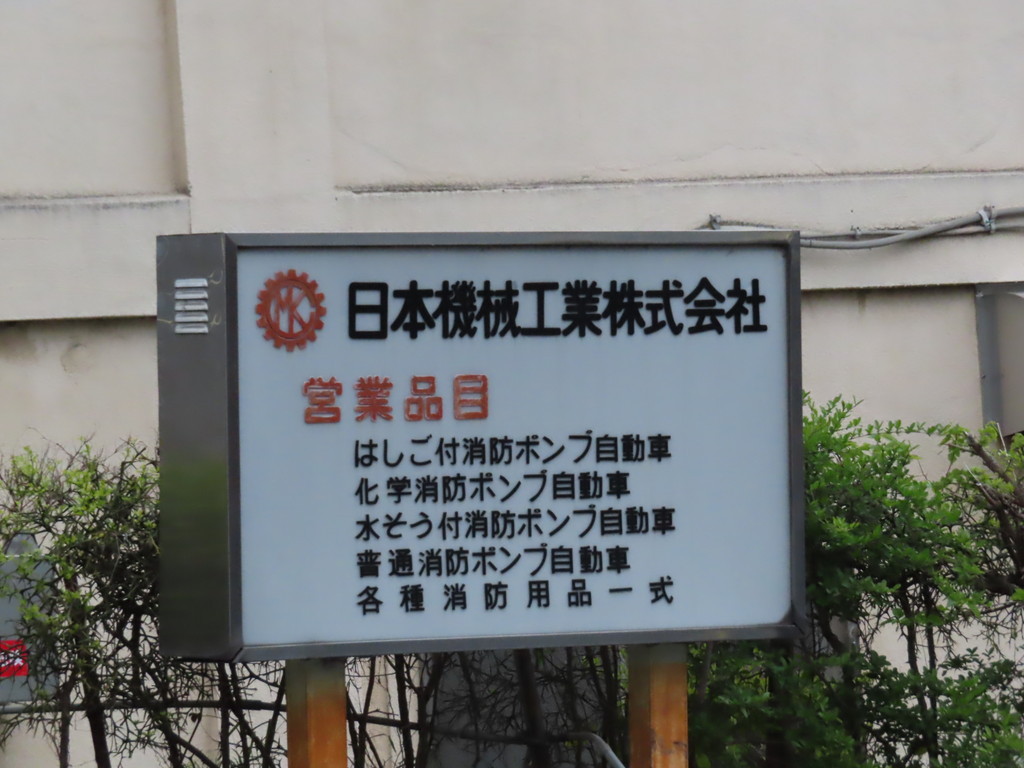 NK 日本機械工業株式会社
営業品目
はしご付消防ポンプ自動車
化学消防ポンプ自動車
水そう付消防ポンプ自動車
普通消防ポンプ自動車
各種消防用品一式